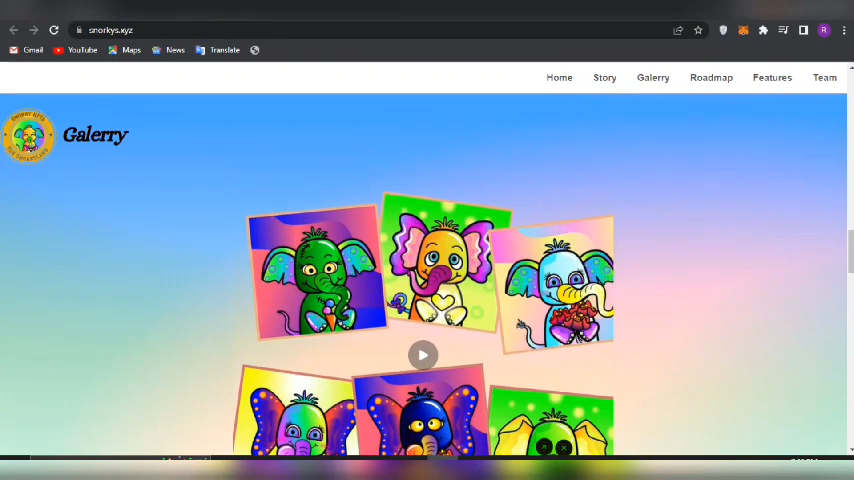 snorkys.xyz
Gmail YouTube Maps News Translate
Home Story Galerry Roadmap Features Team
Galerry